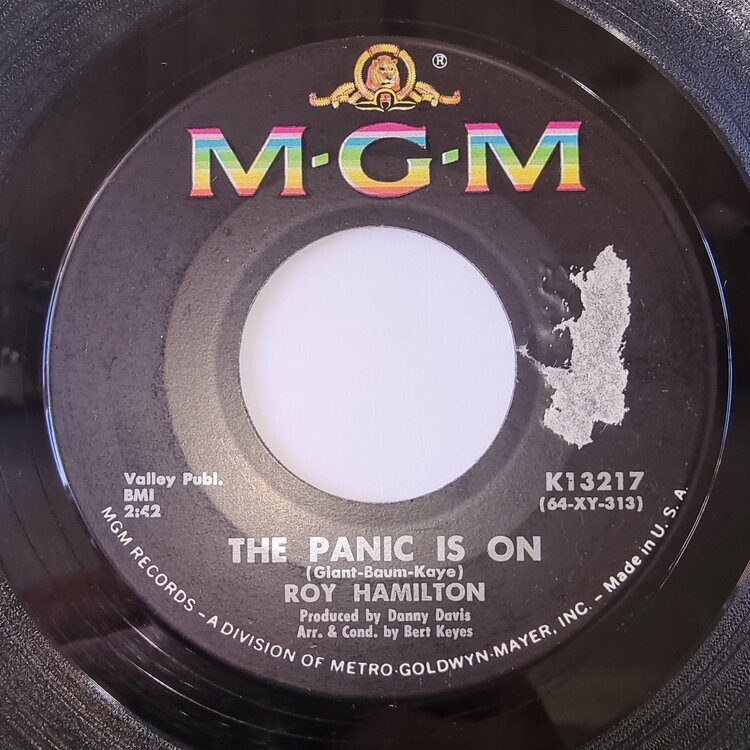 ®
M·G·M
Valley Publ.
BMI
2:42
K13217
(64-XY-313)
THE PANIC IS ON
(Giant-Baum-Kaye)
ROY HAMILTON
Produced by Danny Davis
Arr. & Cond. by Bert Keyes
MGM RECORDS – A DIVISION OF METRO-GOLDWYN-MAYER, INC. – Made in U. S. A.